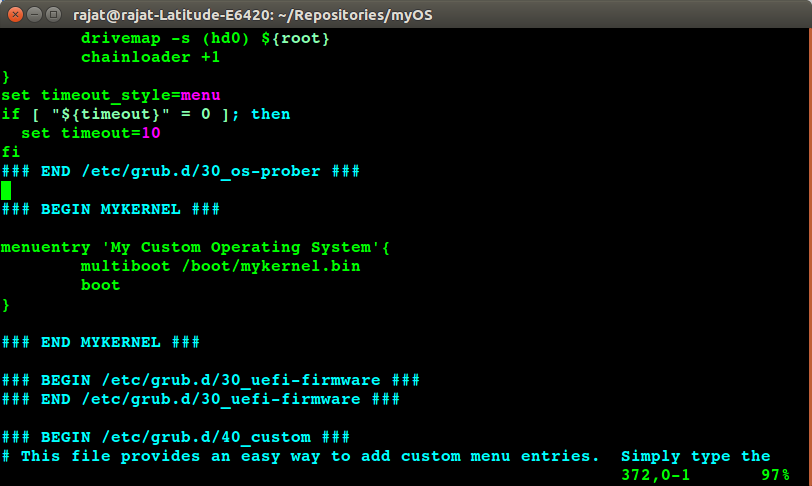 rajat@rajat-Latitude-E6420: ~/Repositories/myOS
        drivemap -s (hd0) ${root}
        chainloader +1
}
set timeout_style=menu
if [ "${timeout}" = 0 ]; then
  set timeout=10
fi
### END /etc/grub.d/30_os-prober ###
### BEGIN MYKERNEL ###
menuentry 'My Custom Operating System'{
        multiboot /boot/mykernel.bin
        boot
}
### END MYKERNEL ###
### BEGIN /etc/grub.d/30_uefi-firmware ###
### END /etc/grub.d/30_uefi-firmware ###
### BEGIN /etc/grub.d/40_custom ###
# This file provides an easy way to add custom menu entries.  Simply type the
372,0-1       97%